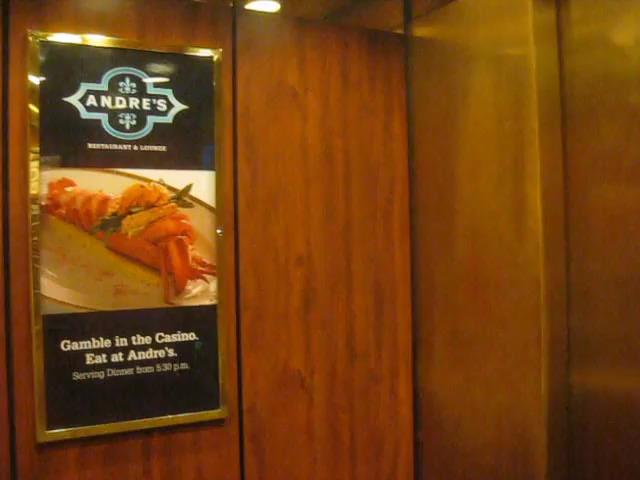 ANDRE'S
RESTAURANT & LOUNGE
Gamble in the Casino.
Eat at Andre's.
Serving Dinner from 5:30 p.m.